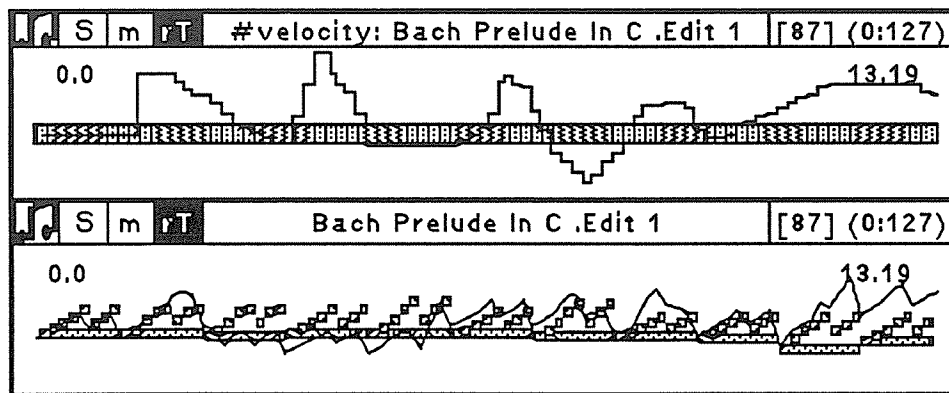 S m rT #velocity: Bach Prelude In C .Edit 1 [87] (0:127)
0.0 13.19
S m rT Bach Prelude In C .Edit 1 [87] (0:127)
0.0 13.19